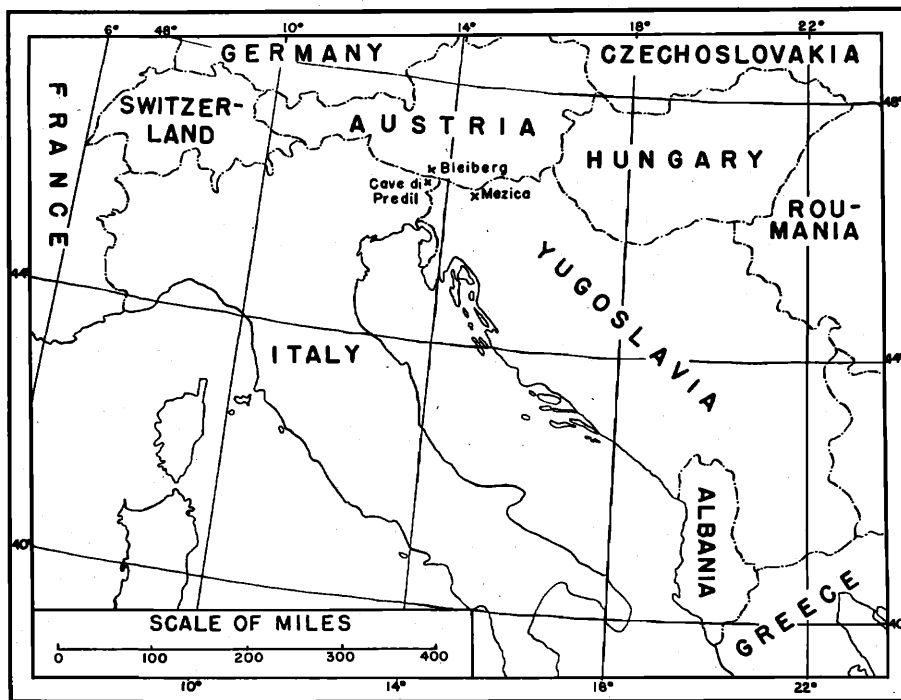 6° 48° 10° 14° 18° 22°
GERMANY
CZECHOSLOVAKIA
FRANCE
SWITZER-
LAND
AUSTRIA
48°
HUNGARY
Bleiberg
Cave di
Predil
Mezica
ROU-
MANIA
YUGOSLAVIA
44°
44°
ITALY
ALBANIA
40°
GREECE
40
SCALE OF MILES
0 100 200 300 400
10° 14° 18° 22°